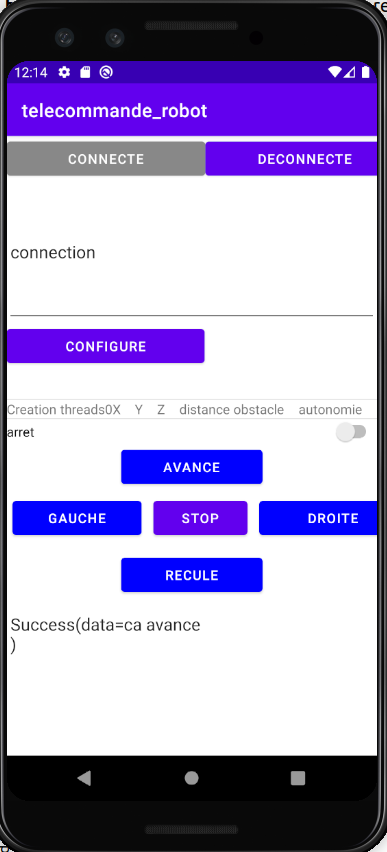 re
12:14
telecommande_robot
CONNECTE DECONNECTE
connection
CONFIGURE
Creation threads0X Y Z distance obstacle autonomie
arret
AVANCE
GAUCHE STOP DROITE
RECULE
Success(data=ca avance
)